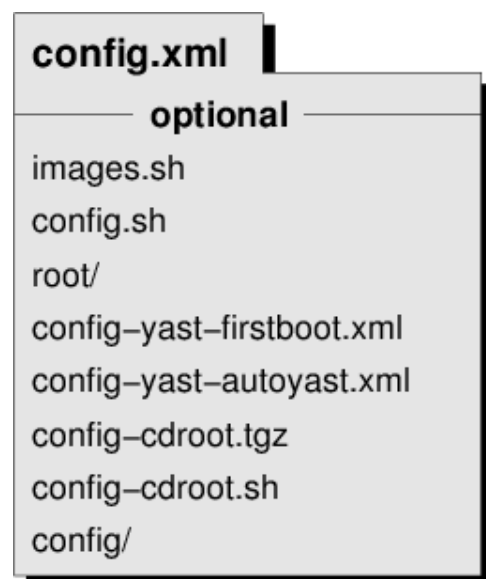 config.xml
optional
images.sh
config.sh
root/
config–yast–firstboot.xml
config–yast–autoyast.xml
config–cdroot.tgz
config–cdroot.sh
config/